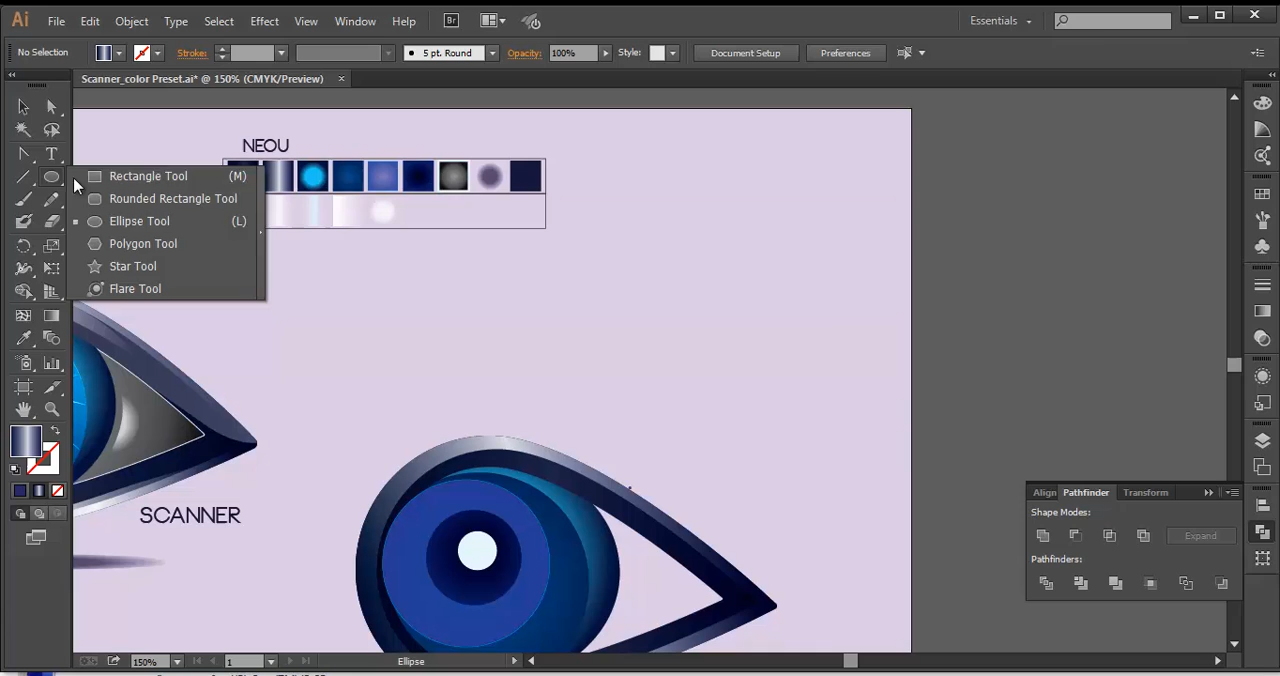 Ai File Edit Object Type Select Effect View Window Help Br Essentials
No Selection Stroke: 5 pt. Round Opacity: 100% Style: Document Setup Preferences
Scanner_color Preset.ai* @ 150% (CMYK/Preview)
NEOU
Rectangle Tool (M)
Rounded Rectangle Tool
Ellipse Tool (L)
Polygon Tool
Star Tool
Flare Tool
SCANNER
Align Pathfinder Transform
Shape Modes:
Expand
Pathfinders:
150% 1 Ellipse